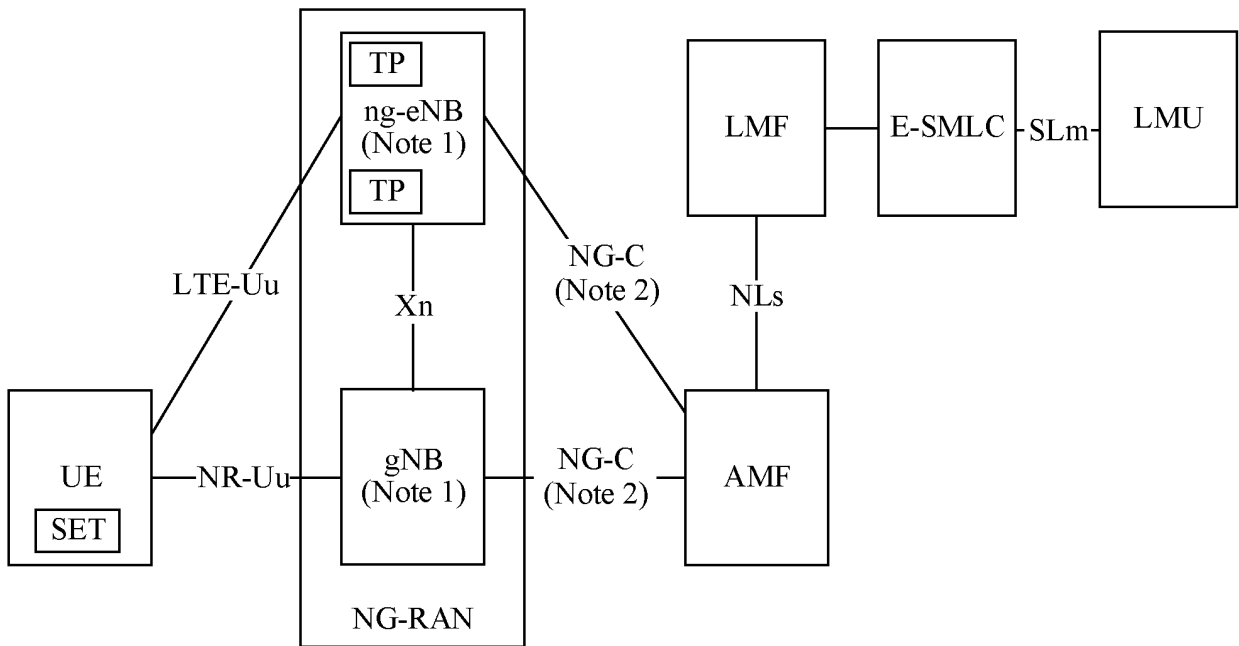 TP
ng-eNB
(Note 1)
TP
LMF
E-SMLC
SLm
LMU
LTE-Uu
Xn
NG-C
(Note 2)
NLs
UE
SET
NR-Uu
gNB
(Note 1)
NG-C
(Note 2)
AMF
NG-RAN